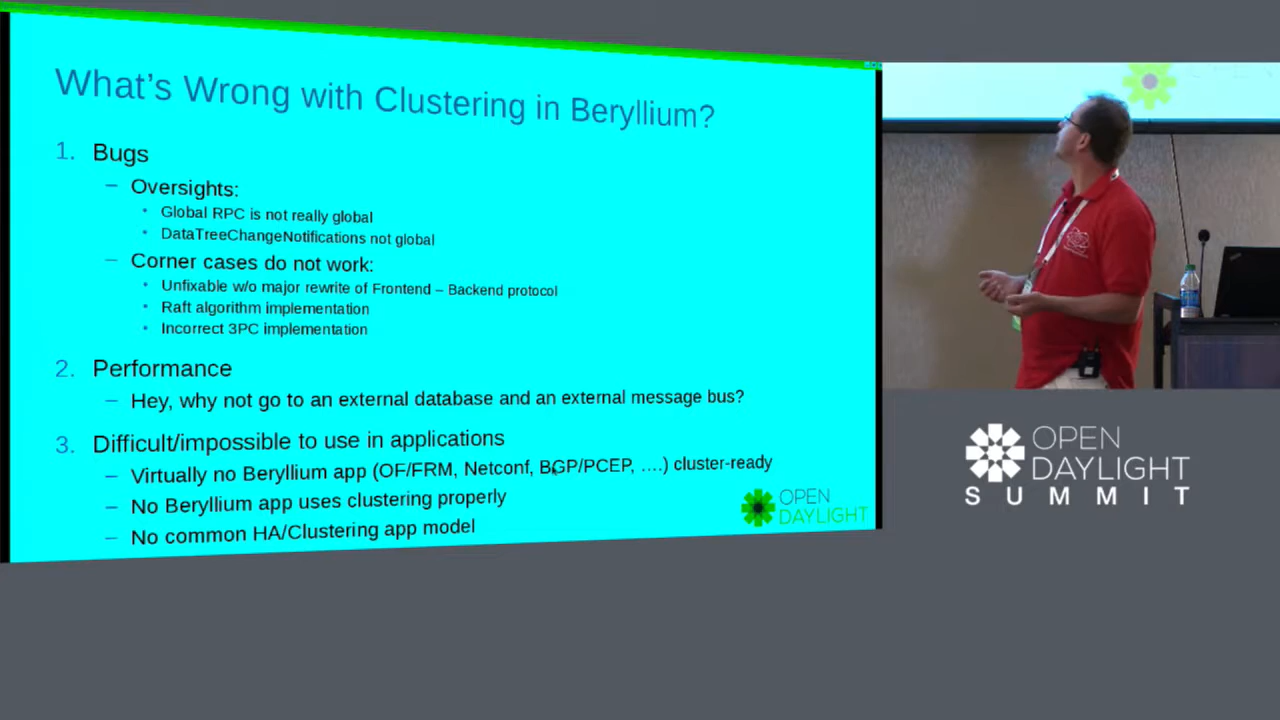 What's Wrong with Clustering in Beryllium?
1. Bugs
– Oversights:
• Global RPC is not really global
• DataTreeChangeNotifications not global
– Corner cases do not work:
• Unfixable w/o major rewrite of Frontend – Backend protocol
• Raft algorithm implementation
• Incorrect 3PC implementation
2. Performance
– Hey, why not go to an external database and an external message bus?
3. Difficult/impossible to use in applications
– Virtually no Beryllium app (OF/FRM, Netconf, BGP/PCEP, ….) cluster-ready
– No Beryllium app uses clustering properly
– No common HA/Clustering app model
OPEN
DAYLIGHT
OPEN
DAYLIGHT
SUMMIT